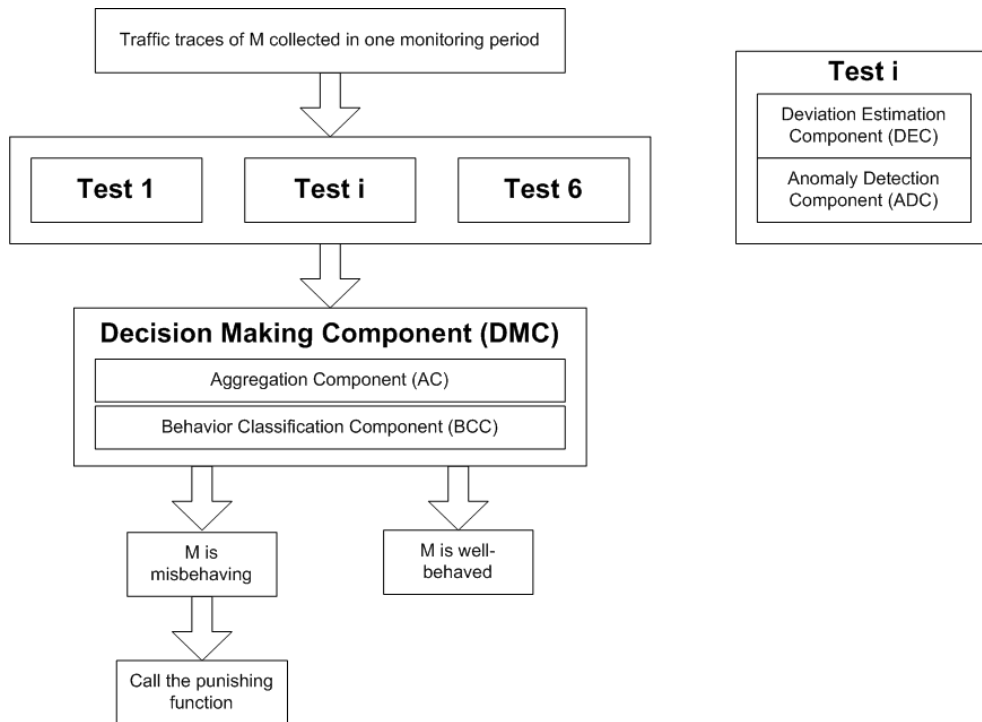 Traffic traces of M collected in one monitoring period
Test 1
Test i
Test 6
Decision Making Component (DMC)
Aggregation Component (AC)
Behavior Classification Component (BCC)
M is
misbehaving
M is well-
behaved
Call the punishing
function
Test i
Deviation Estimation
Component (DEC)
Anomaly Detection
Component (ADC)